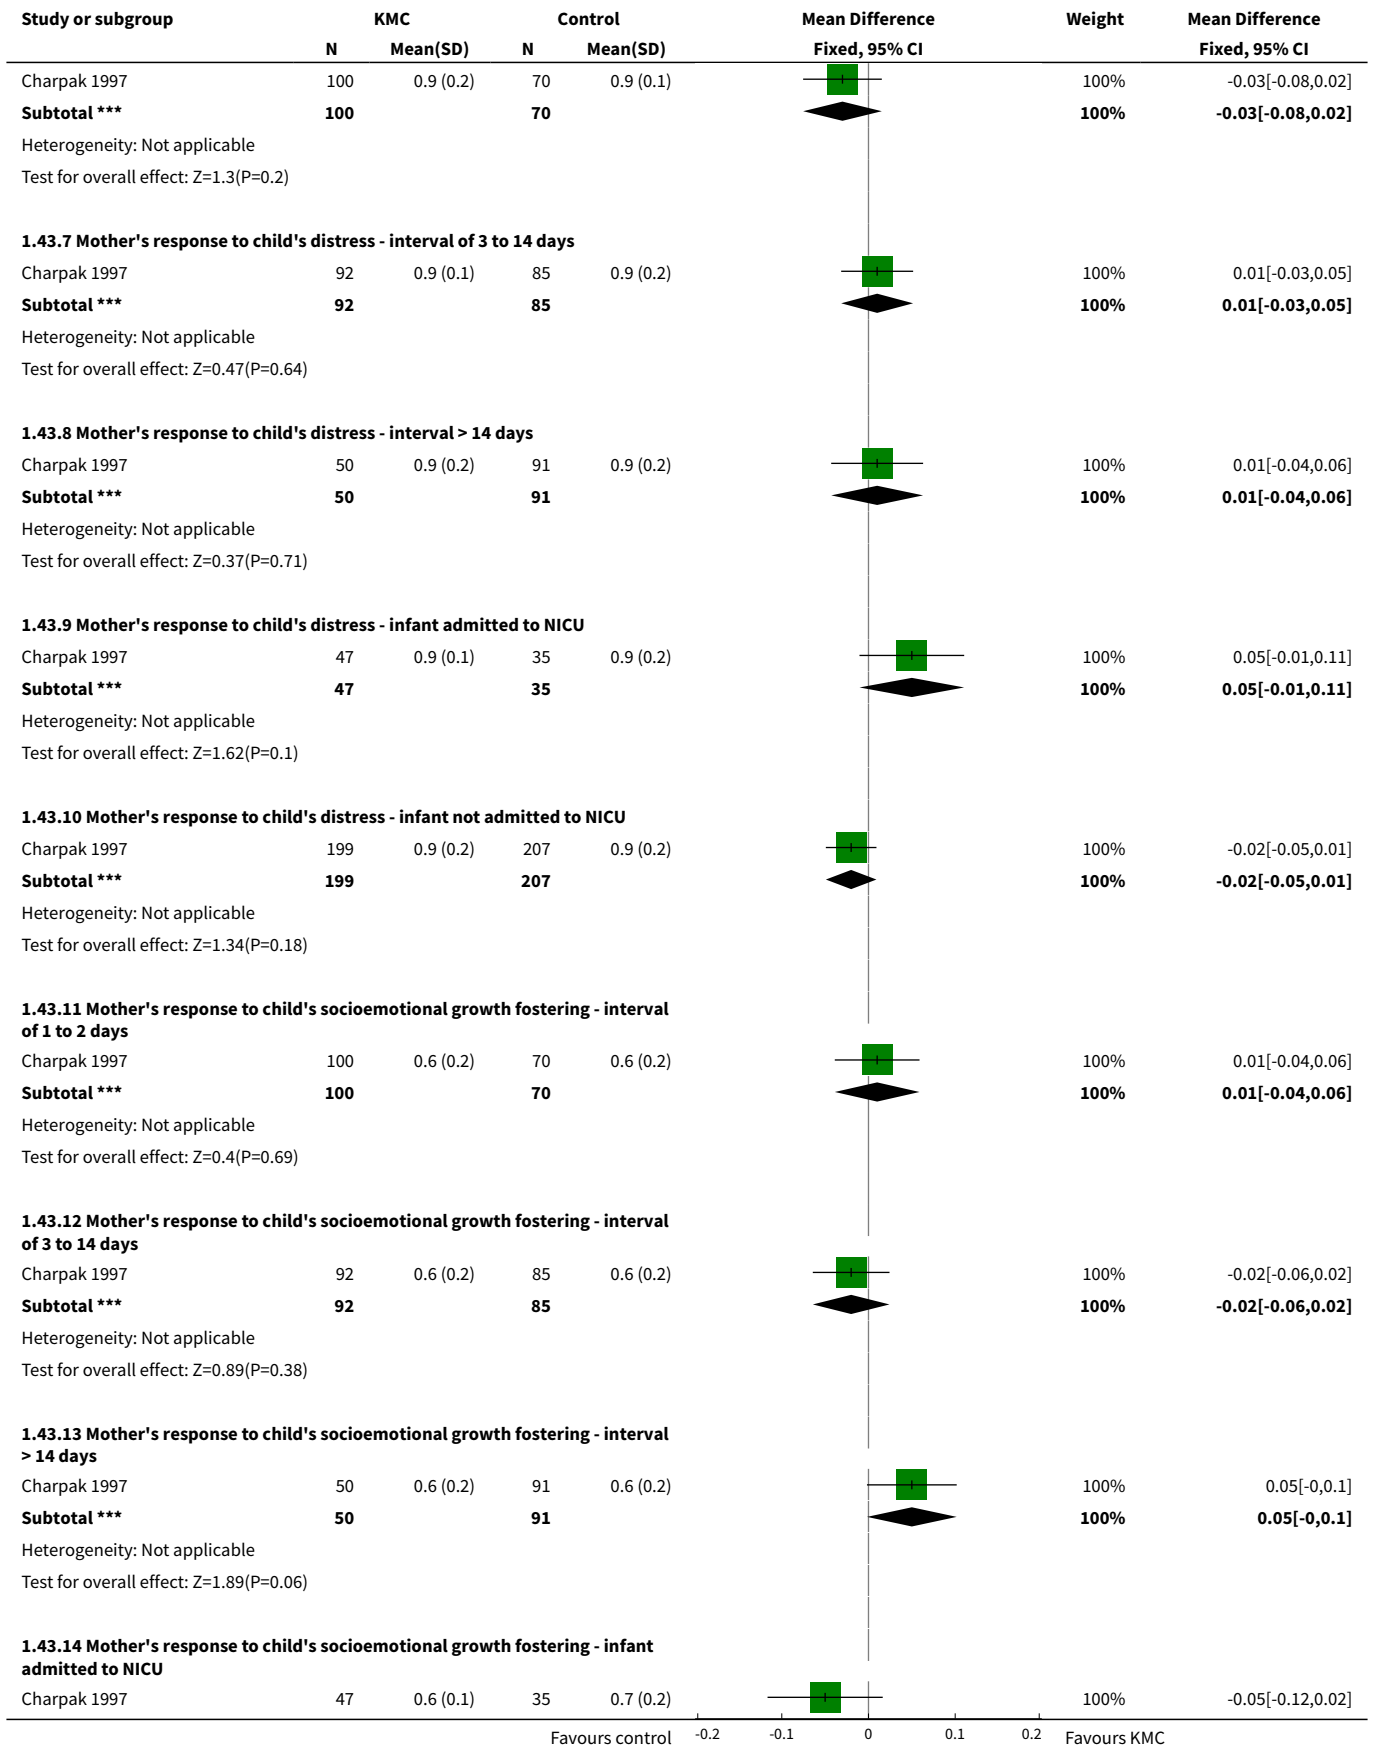 Study or subgroup KMC Control Mean Difference Weight Mean Difference
N Mean(SD) N Mean(SD) Fixed, 95% CI Fixed, 95% CI
Charpak 1997 100 0.9 (0.2) 70 0.9 (0.1) 100% -0.03[-0.08,0.02]
Subtotal *** 100 70 100% -0.03[-0.08,0.02]
Heterogeneity: Not applicable
Test for overall effect: Z=1.3(P=0.2)
1.43.7 Mother's response to child's distress - interval of 3 to 14 days
Charpak 1997 92 0.9 (0.1) 85 0.9 (0.2) 100% 0.01[-0.03,0.05]
Subtotal *** 92 85 100% 0.01[-0.03,0.05]
Heterogeneity: Not applicable
Test for overall effect: Z=0.47(P=0.64)
1.43.8 Mother's response to child's distress - interval > 14 days
Charpak 1997 50 0.9 (0.2) 91 0.9 (0.2) 100% 0.01[-0.04,0.06]
Subtotal *** 50 91 100% 0.01[-0.04,0.06]
Heterogeneity: Not applicable
Test for overall effect: Z=0.37(P=0.71)
1.43.9 Mother's response to child's distress - infant admitted to NICU
Charpak 1997 47 0.9 (0.1) 35 0.9 (0.2) 100% 0.05[-0.01,0.11]
Subtotal *** 47 35 100% 0.05[-0.01,0.11]
Heterogeneity: Not applicable
Test for overall effect: Z=1.62(P=0.1)
1.43.10 Mother's response to child's distress - infant not admitted to NICU
Charpak 1997 199 0.9 (0.2) 207 0.9 (0.2) 100% -0.02[-0.05,0.01]
Subtotal *** 199 207 100% -0.02[-0.05,0.01]
Heterogeneity: Not applicable
Test for overall effect: Z=1.34(P=0.18)
1.43.11 Mother's response to child's socioemotional growth fostering - interval
of 1 to 2 days
Charpak 1997 100 0.6 (0.2) 70 0.6 (0.2) 100% 0.01[-0.04,0.06]
Subtotal *** 100 70 100% 0.01[-0.04,0.06]
Heterogeneity: Not applicable
Test for overall effect: Z=0.4(P=0.69)
1.43.12 Mother's response to child's socioemotional growth fostering - interval
of 3 to 14 days
Charpak 1997 92 0.6 (0.2) 85 0.6 (0.2) 100% -0.02[-0.06,0.02]
Subtotal *** 92 85 100% -0.02[-0.06,0.02]
Heterogeneity: Not applicable
Test for overall effect: Z=0.89(P=0.38)
1.43.13 Mother's response to child's socioemotional growth fostering - interval
> 14 days
Charpak 1997 50 0.6 (0.2) 91 0.6 (0.2) 100% 0.05[-0,0.1]
Subtotal *** 50 91 100% 0.05[-0,0.1]
Heterogeneity: Not applicable
Test for overall effect: Z=1.89(P=0.06)
1.43.14 Mother's response to child's socioemotional growth fostering - infant
admitted to NICU
Charpak 1997 47 0.6 (0.1) 35 0.7 (0.2) 100% -0.05[-0.12,0.02]
Favours control -0.2 -0.1 0 0.1 0.2 Favours KMC